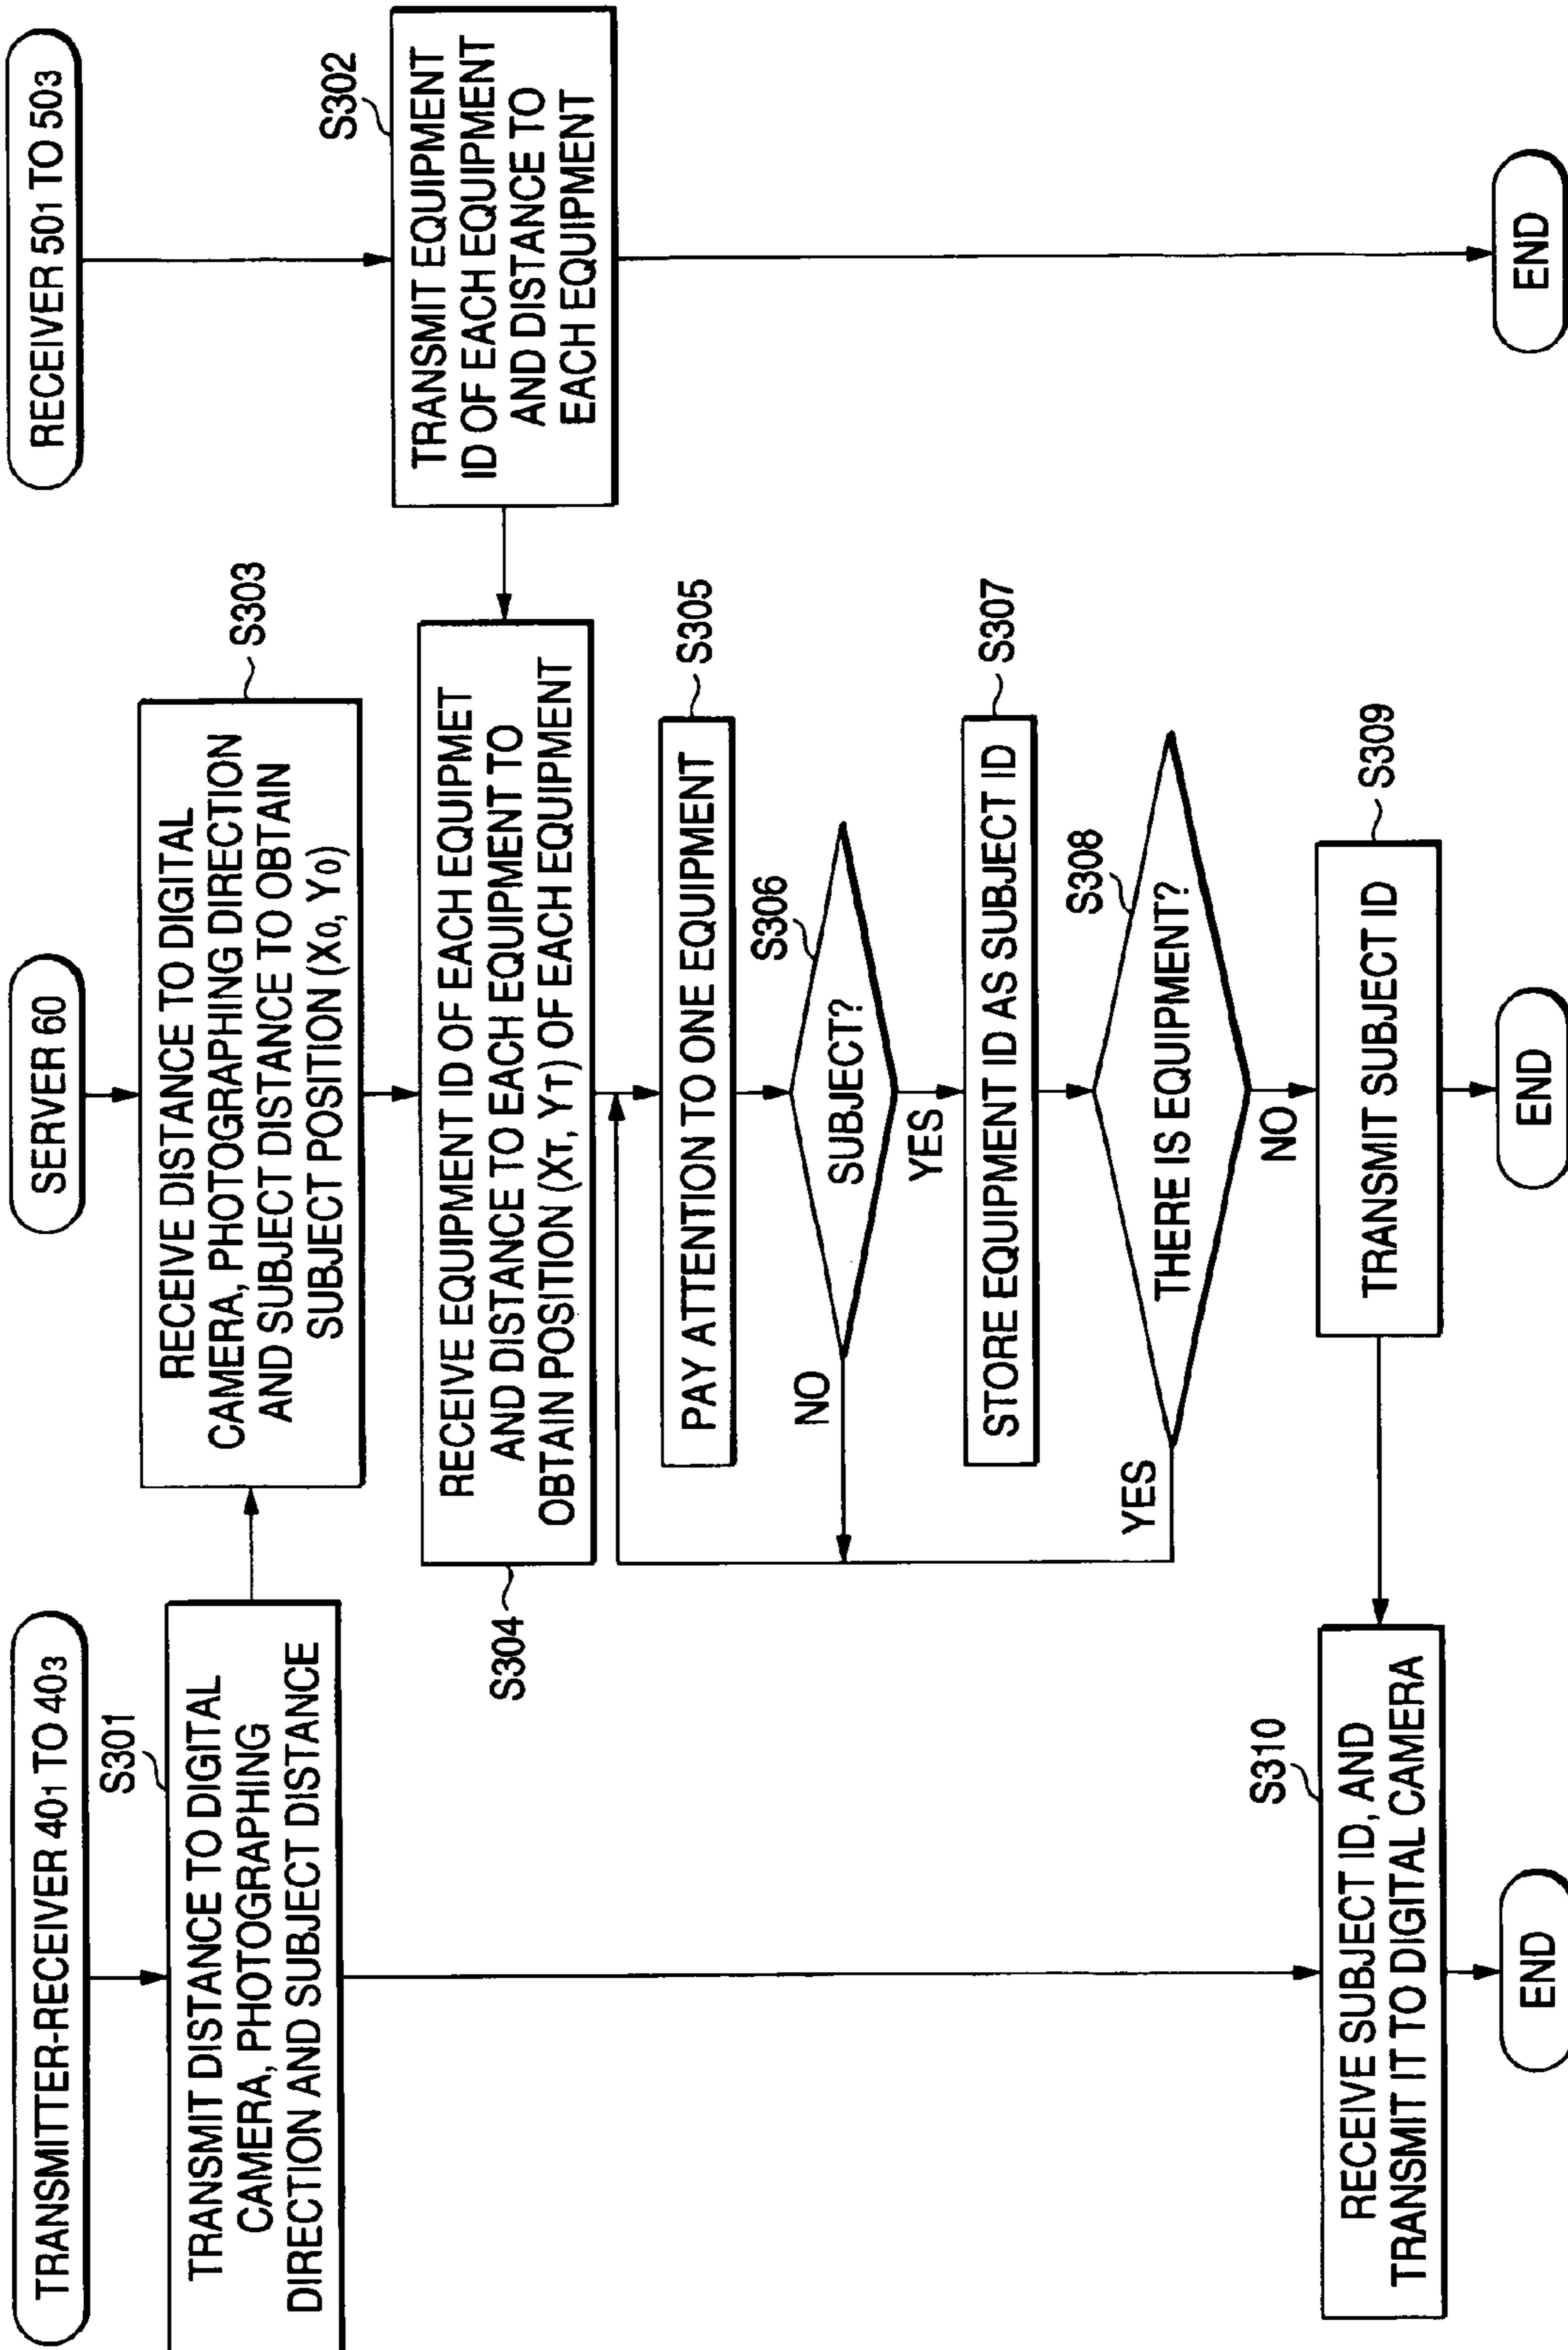 TRANSMITTER-RECEIVER 401 TO 403
S301
TRANSMIT DISTANCE TO DIGITAL
CAMERA, PHOTOGRAPHING
DIRECTION AND SUBJECT DISTANCE
S310
RECEIVE SUBJECT ID, AND
TRANSMIT IT TO DIGITAL CAMERA
END
SERVER 60
S303
RECEIVE DISTANCE TO DIGITAL
CAMERA, PHOTOGRAPHING DIRECTION
AND SUBJECT DISTANCE TO OBTAIN
SUBJECT POSITION (X0, Y0)
S304
RECEIVE EQUIPMENT ID OF EACH EQUIPMET
AND DISTANCE TO EACH EQUIPMENT TO
OBTAIN POSITION (XT, YT) OF EACH EQUIPMENT
S305
PAY ATTENTION TO ONE EQUIPMENT
S306
SUBJECT?
NO
YES
S307
STORE EQUIPMENT ID AS SUBJECT ID
S308
THERE IS EQUIPMENT?
YES
NO
S309
TRANSMIT SUBJECT ID
END
RECEIVER 501 TO 503
S302
TRANSMIT EQUIPMENT
ID OF EACH EQUIPMENT
AND DISTANCE TO
EACH EQUIPMENT
END